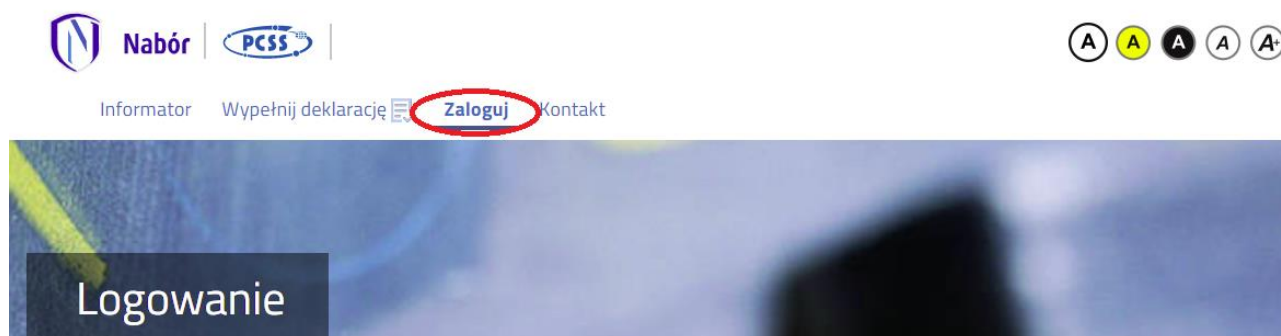 Nabór PCSS A A A A A+
Informator Wypełnij deklarację Zaloguj Kontakt
Logowanie